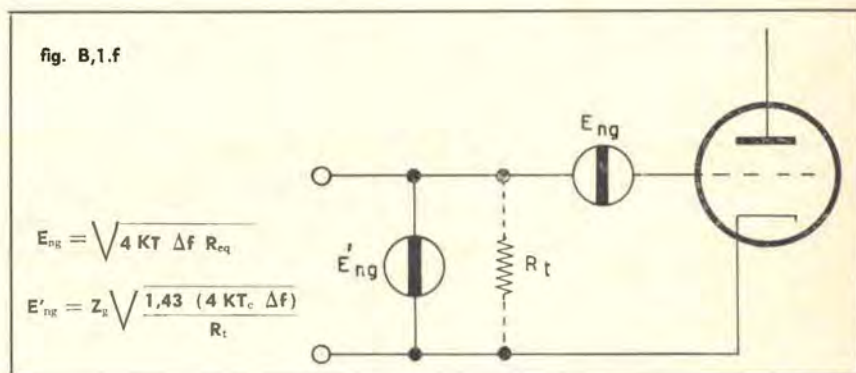 fig. B,1.f
E_ng
E_ng = √4 KT Δf R_eq
E'_ng
R_t
E'_ng = Z_g √1,43 (4 KT_c Δf) / R_t